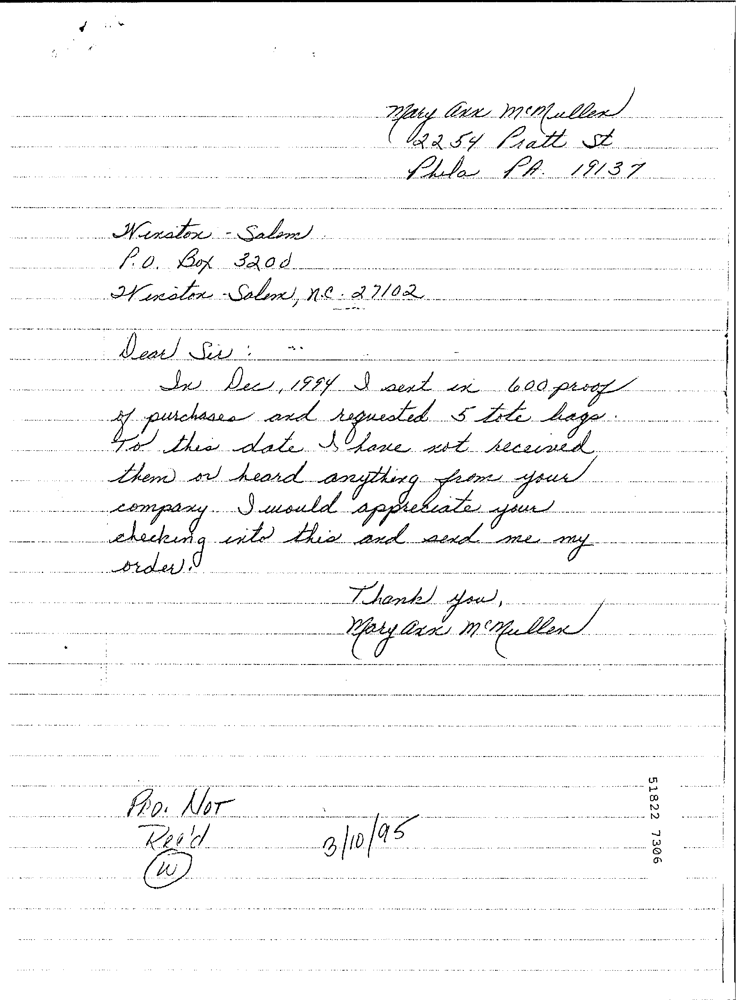 Mary Ann McMullen
2254 Pratt St
Phila PA. 19137
Winston-Salem
P.O. Box 3200
Winston-Salem, N.C. 27102
Dear Sir:
In Dec, 1994 I sent in 600 proof
of purchases and requested 5 tote bags.
To this date I have not received
them or heard anything from your
company. I would appreciate your
checking into this and send me my
order.
Thank you,
Mary Ann McMullen
Pro. Not
Rec'd
W
3/10/95
51822 7306